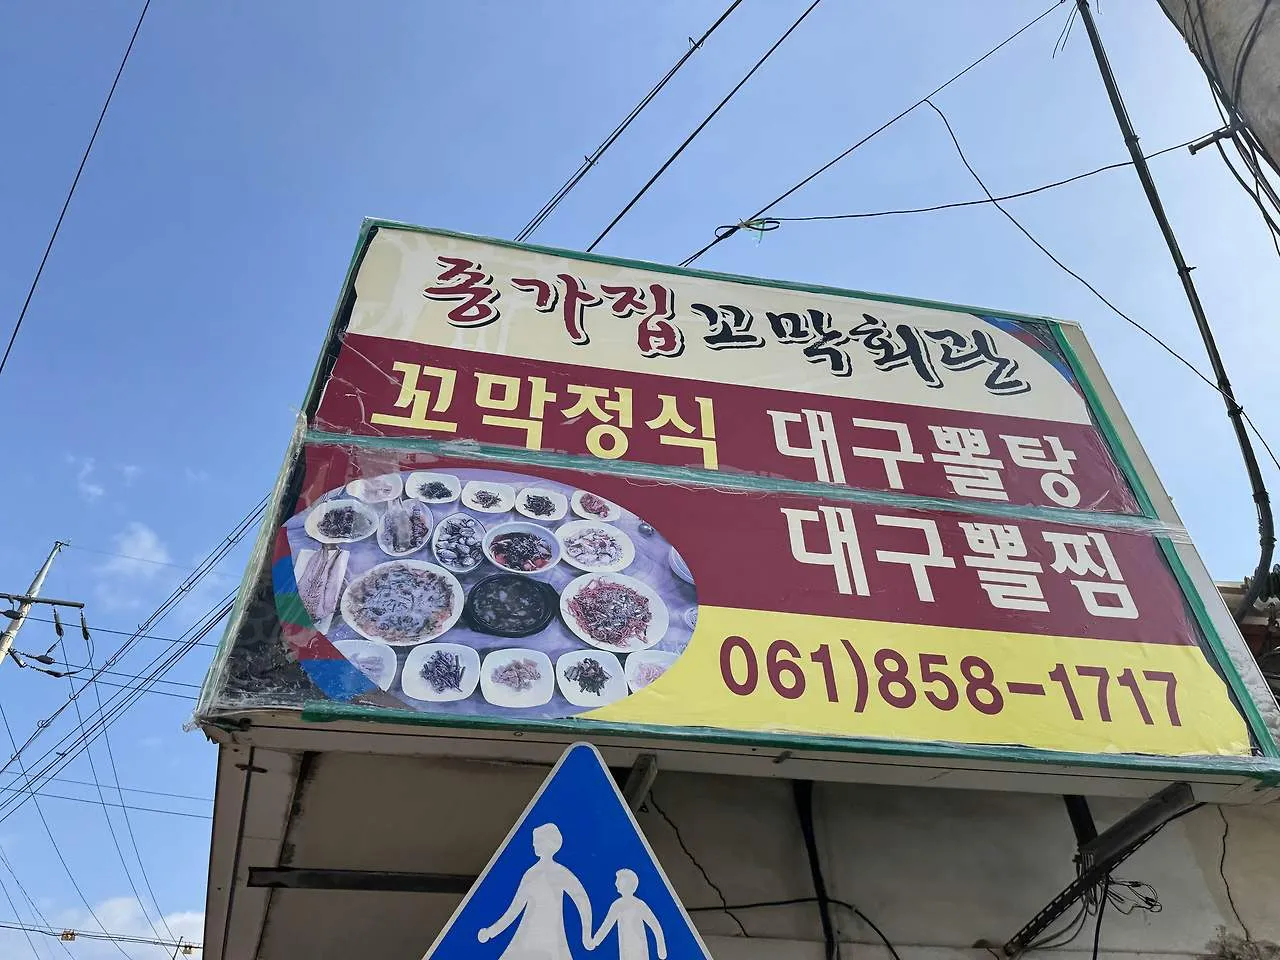 종가집 꼬막회관
꼬막정식 대구뽈탕
대구뽈찜
061)858-1717